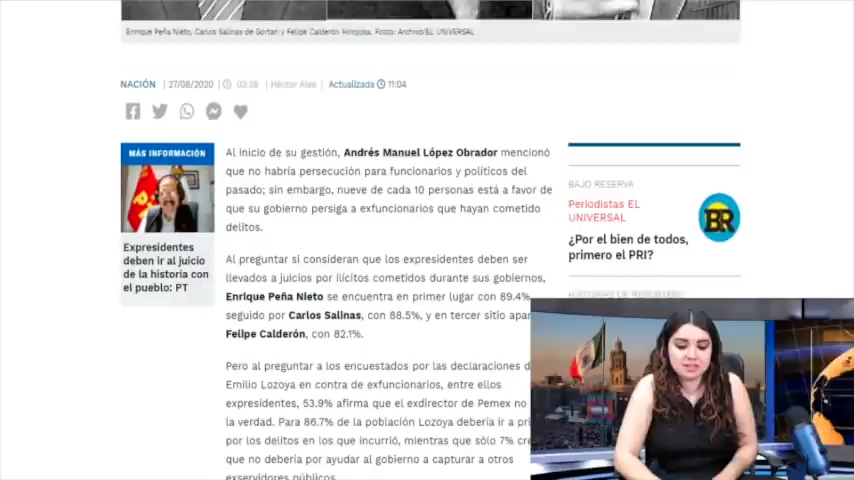 Enrique Peña Nieto, Carlos Salinas de Gortari y Felipe Calderón Hinojosa. Fotos: Archivo/EL UNIVERSAL
NACIÓN | 27/08/2020 | 03:38 | Héctor | Actualizada 11:04
MÁS INFORMACIÓN
Expresidentes
deben ir al juicio
de la historia con
el pueblo: PT
Al inicio de su gestión, Andrés Manuel López Obrador mencionó
que no habría persecución para funcionarios y políticos del
pasado; sin embargo, nueve de cada 10 personas está a favor de
que su gobierno persiga a exfuncionarios que hayan cometido
delitos.
Al preguntar si consideran que los expresidentes deben ser
llevados a juicios por ilícitos cometidos durante sus gobiernos,
Enrique Peña Nieto se encuentra en primer lugar con 89.4%
seguido por Carlos Salinas, con 88.5%, y en tercer sitio apar
Felipe Calderón, con 82.1%.
Pero al preguntar a los encuestados por las declaraciones d
Emilio Lozoya en contra de exfuncionarios, entre ellos
expresidentes, 53.9% afirma que el exdirector de Pemex no
la verdad. Para 86.7% de la población Lozoya debería ir a pri
por los delitos en los que incurrió, mientras que sólo 7% cre
que no debería por ayudar al gobierno a capturar a otros
exservidores públicos.
BAJO RESERVA
Periodistas EL
UNIVERSAL
BR
¿Por el bien de todos,
primero el PRI?